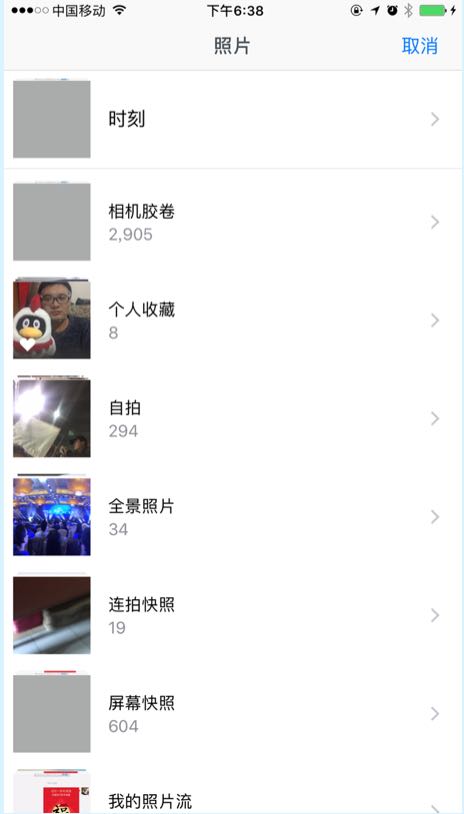 中国移动 下午6:38
照片 取消
时刻
相机胶卷
2,905
个人收藏
8
自拍
294
全景照片
34
连拍快照
19
屏幕快照
604
我的照片流